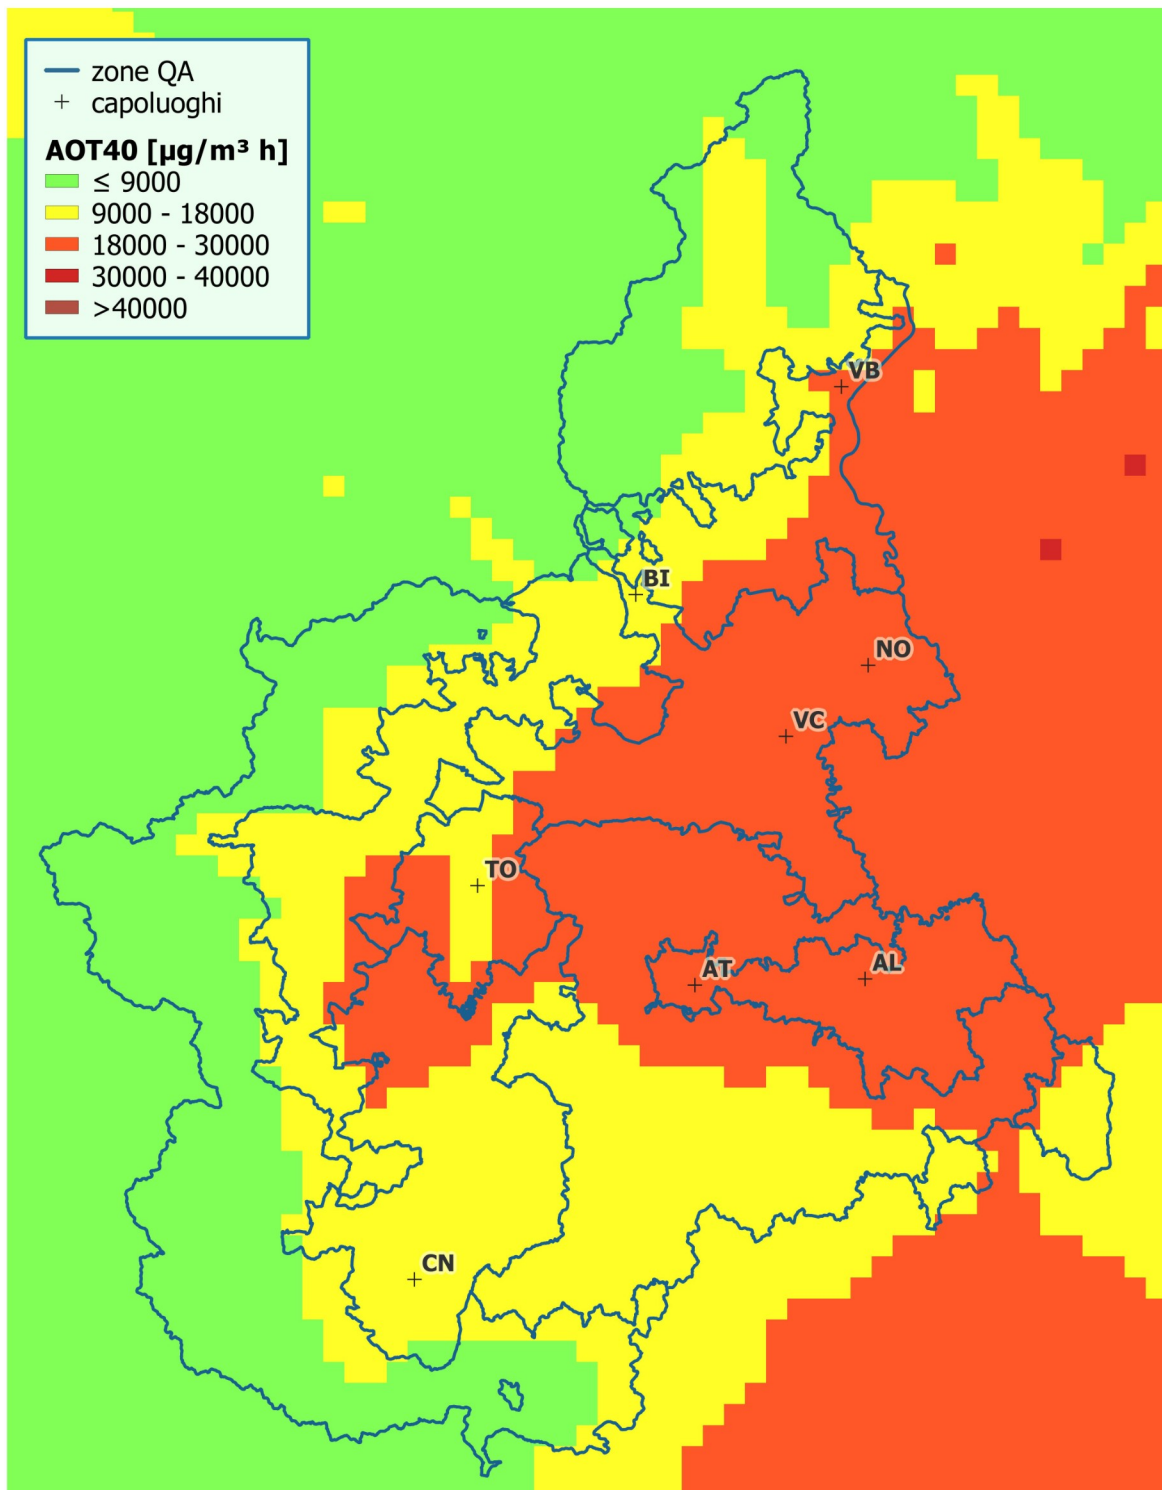 zone QA
capoluoghi
AOT40 [µg/m³ h]
≤ 9000
9000 - 18000
18000 - 30000
30000 - 40000
>40000
VB
BI
NO
VC
TO
AT
AL
CN